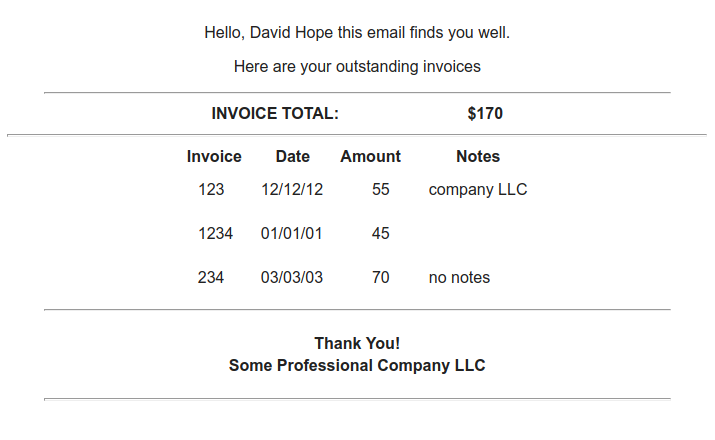 Hello, David Hope this email finds you well.
Here are your outstanding invoices
INVOICE TOTAL: $170
Invoice Date Amount Notes
123 12/12/12 55 company LLC
1234 01/01/01 45
234 03/03/03 70 no notes
Thank You!
Some Professional Company LLC